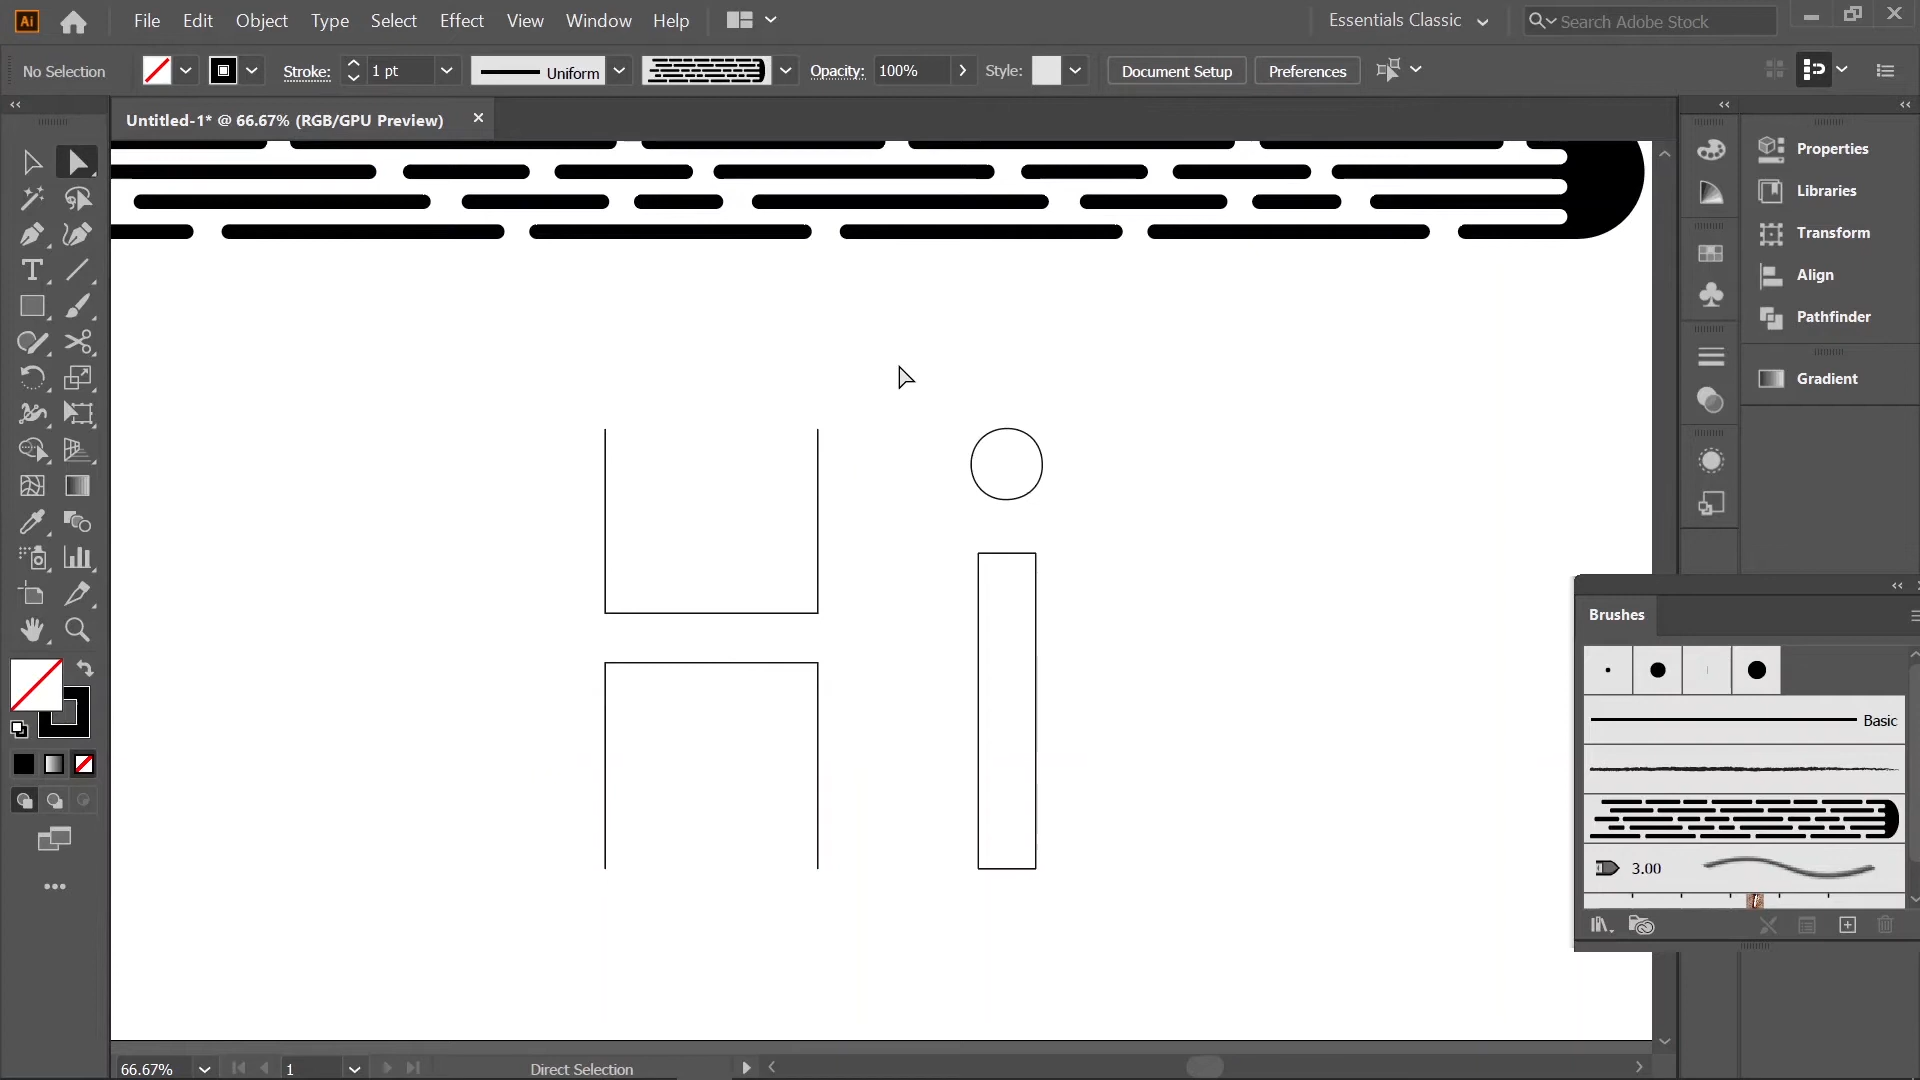 Ai File Edit Object Type Select Effect View Window Help Essentials Classic Search Adobe Stock
No Selection Stroke: 1 pt Uniform Opacity: 100% Style: Document Setup Preferences
Untitled-1* @ 66.67% (RGB/GPU Preview)
Properties
Libraries
Transform
Align
Pathfinder
Gradient
Hi
Brushes
Basic
3.00
66.67% 1 Direct Selection